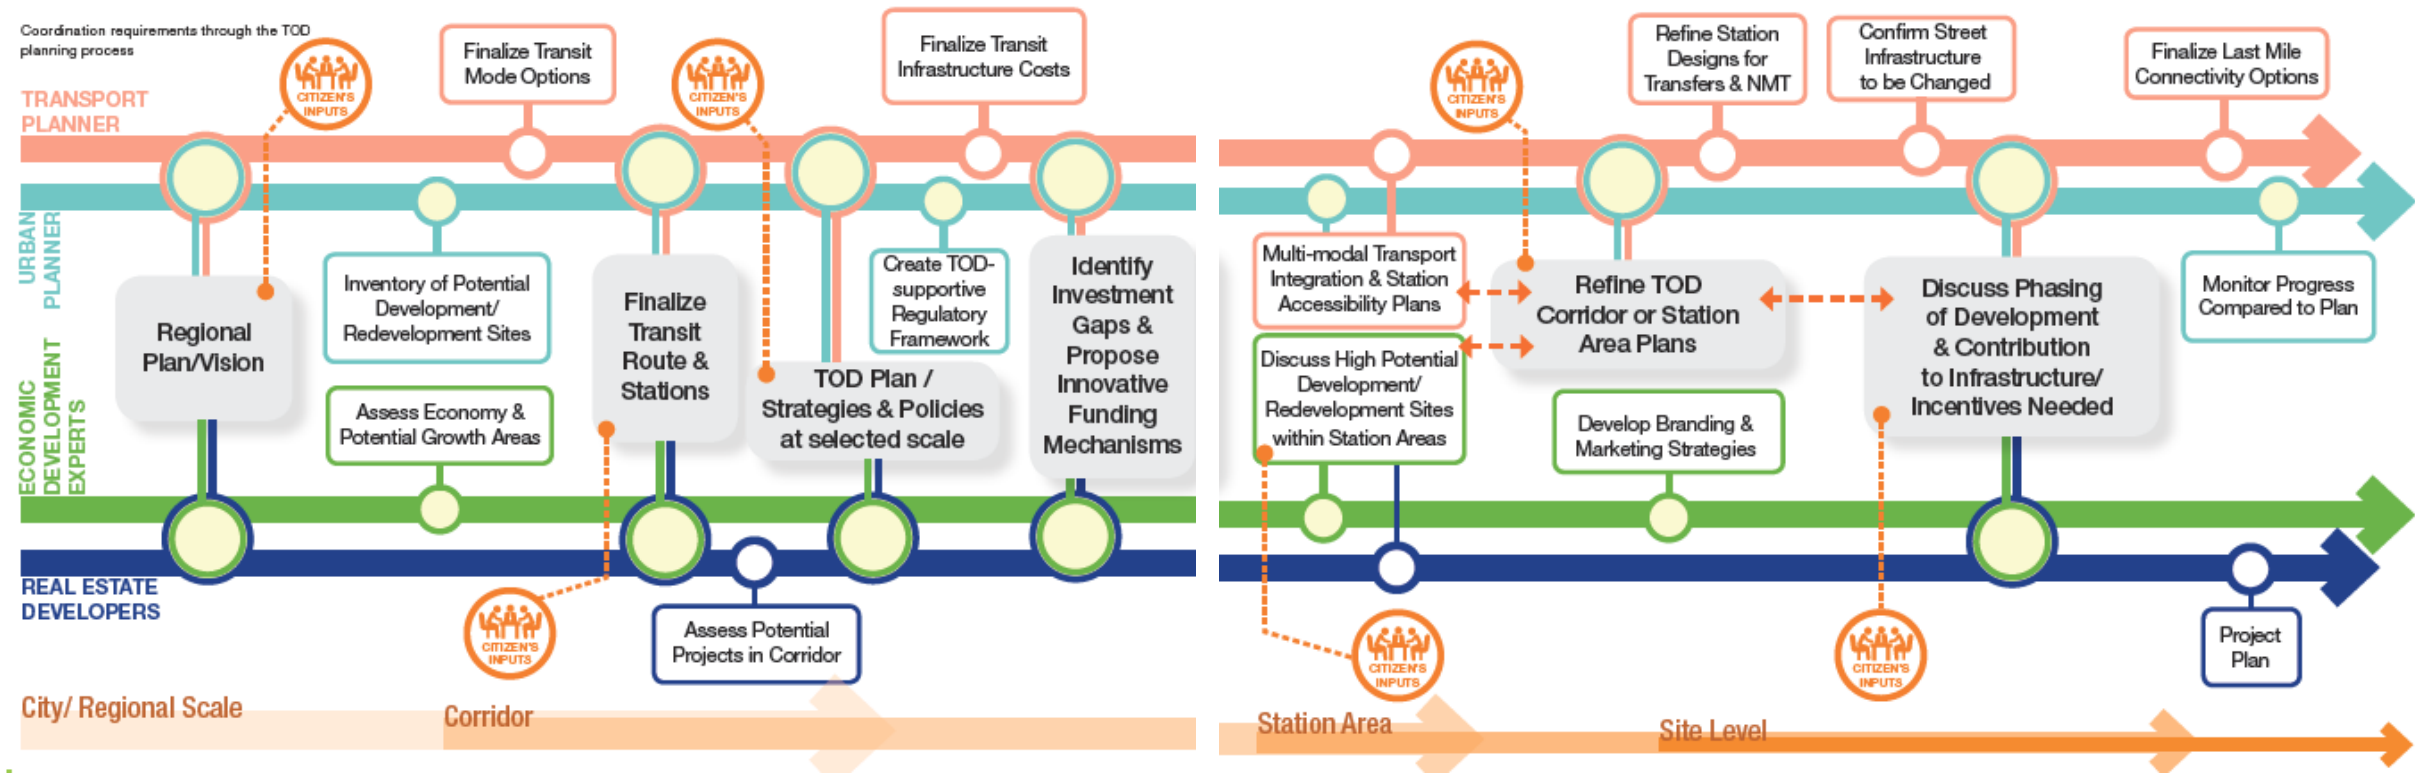 Coordination requirements through the TOD
planning process
TRANSPORT
PLANNER
URBAN
PLANNER
ECONOMIC
DEVELOPMENT
EXPERTS
REAL ESTATE
DEVELOPERS
CITIZEN'S
INPUTS
Finalize Transit
Mode Options
CITIZEN'S
INPUTS
Finalize Transit
Infrastructure Costs
CITIZEN'S
INPUTS
Refine Station
Designs for
Transfers & NMT
Confirm Street
Infrastructure
to be Changed
Finalize Last Mile
Connectivity Options
Regional
Plan/Vision
Inventory of Potential
Development/
Redevelopment Sites
Assess Economy &
Potential Growth Areas
Finalize
Transit
Route &
Stations
TOD Plan /
Strategies & Policies
at selected scale
Create TOD-
supportive
Regulatory
Framework
Identify
Investment
Gaps &
Propose
Innovative
Funding
Mechanisms
Multi-modal Transport
Integration & Station
Accessibility Plans
Discuss High Potential
Development/
Redevelopment Sites
within Station Areas
Refine TOD
Corridor or Station
Area Plans
Develop Branding &
Marketing Strategies
Discuss Phasing
of Development
& Contribution
to Infrastructure/
Incentives Needed
Monitor Progress
Compared to Plan
CITIZEN'S
INPUTS
Assess Potential
Projects in Corridor
CITIZEN'S
INPUTS
CITIZEN'S
INPUTS
Project
Plan
City/ Regional Scale
Corridor
Station Area
Site Level